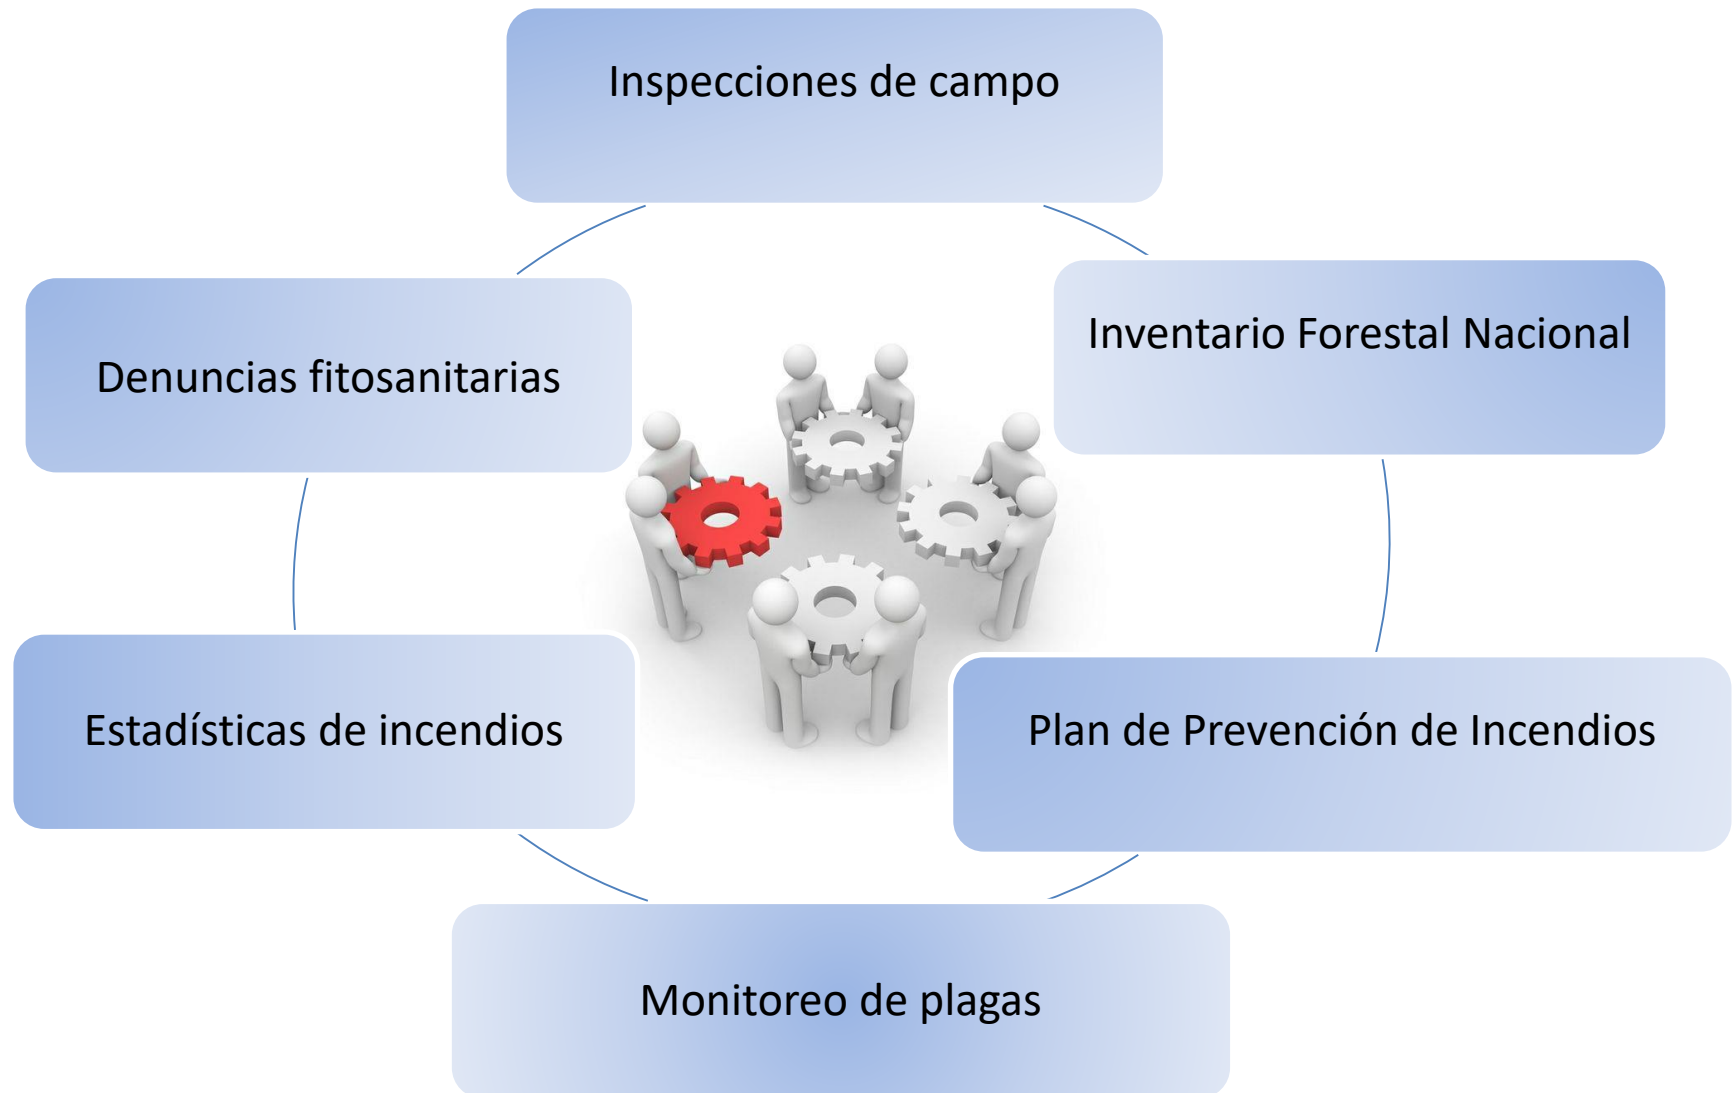 Inspecciones de campo
Inventario Forestal Nacional
Denuncias fitosanitarias
Estadísticas de incendios
Plan de Prevención de Incendios
Monitoreo de plagas